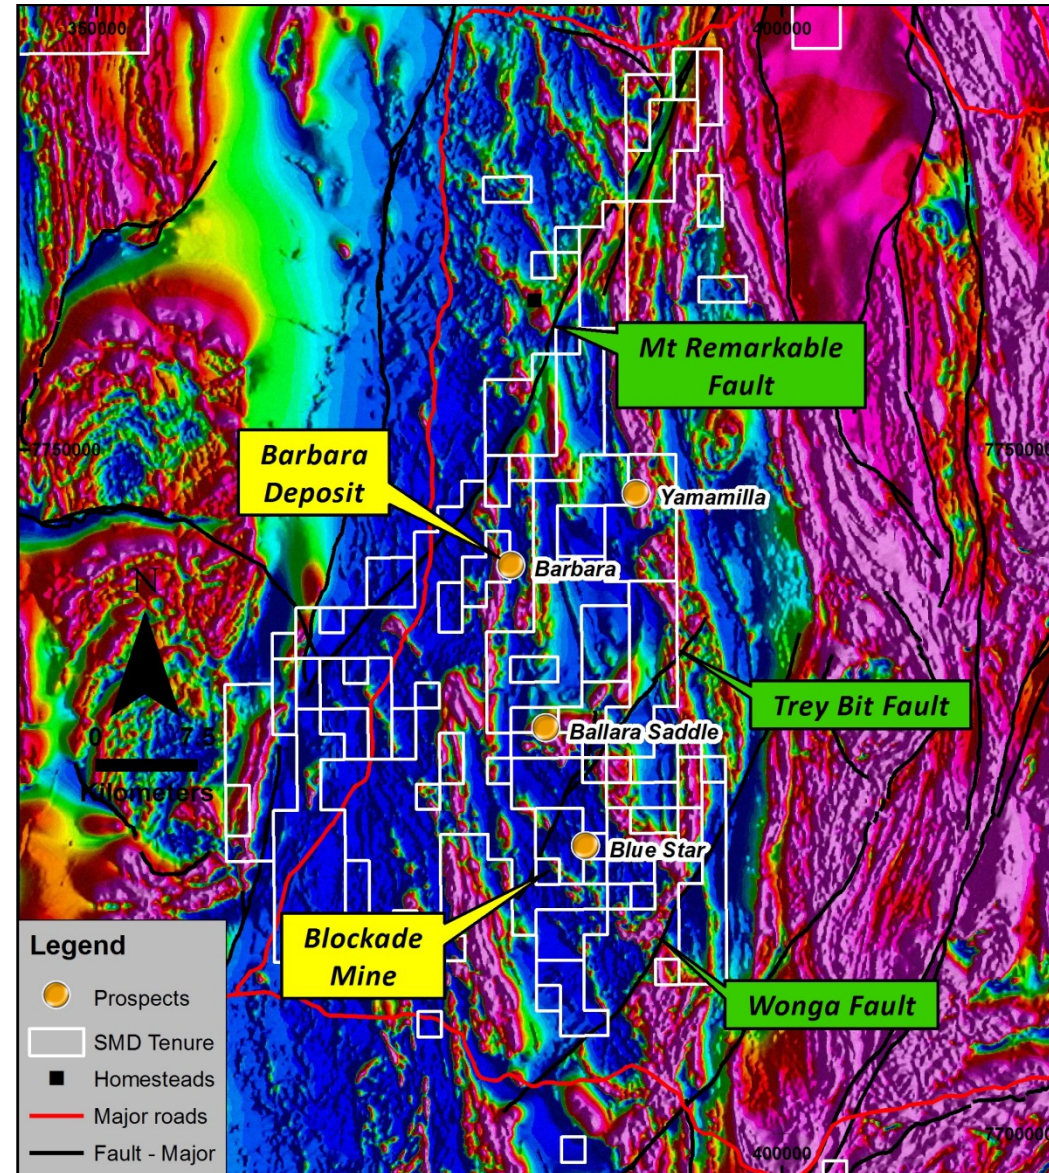 350000
400000
Mt Remarkable
Fault
7750000
7750000
Barbara
Deposit
Yamamilla
Barbara
N
Trey Bit Fault
Ballara Saddle
0 7.5
Kilometers
Blue Star
Blockade
Mine
Wonga Fault
Legend
Prospects
SMD Tenure
Homesteads
Major roads
Fault - Major
7700000
400000